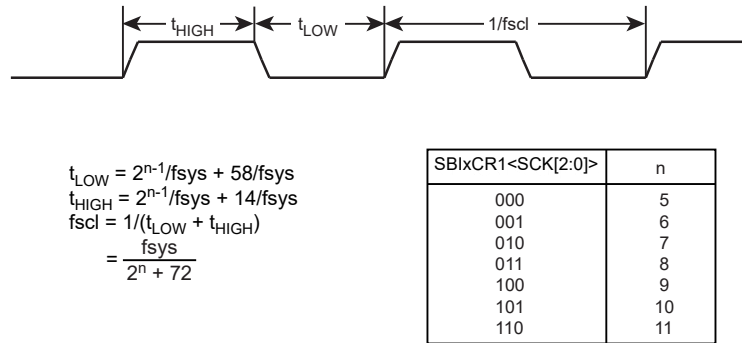 tHIGH tLOW 1/fscl
tLOW = 2n-1/fsys + 58/fsys
tHIGH = 2n-1/fsys + 14/fsys
fscl = 1/(tLOW + tHIGH)
= fsys
2n + 72
SBIxCR1<SCK[2:0]> n
000 5
001 6
010 7
011 8
100 9
101 10
110 11